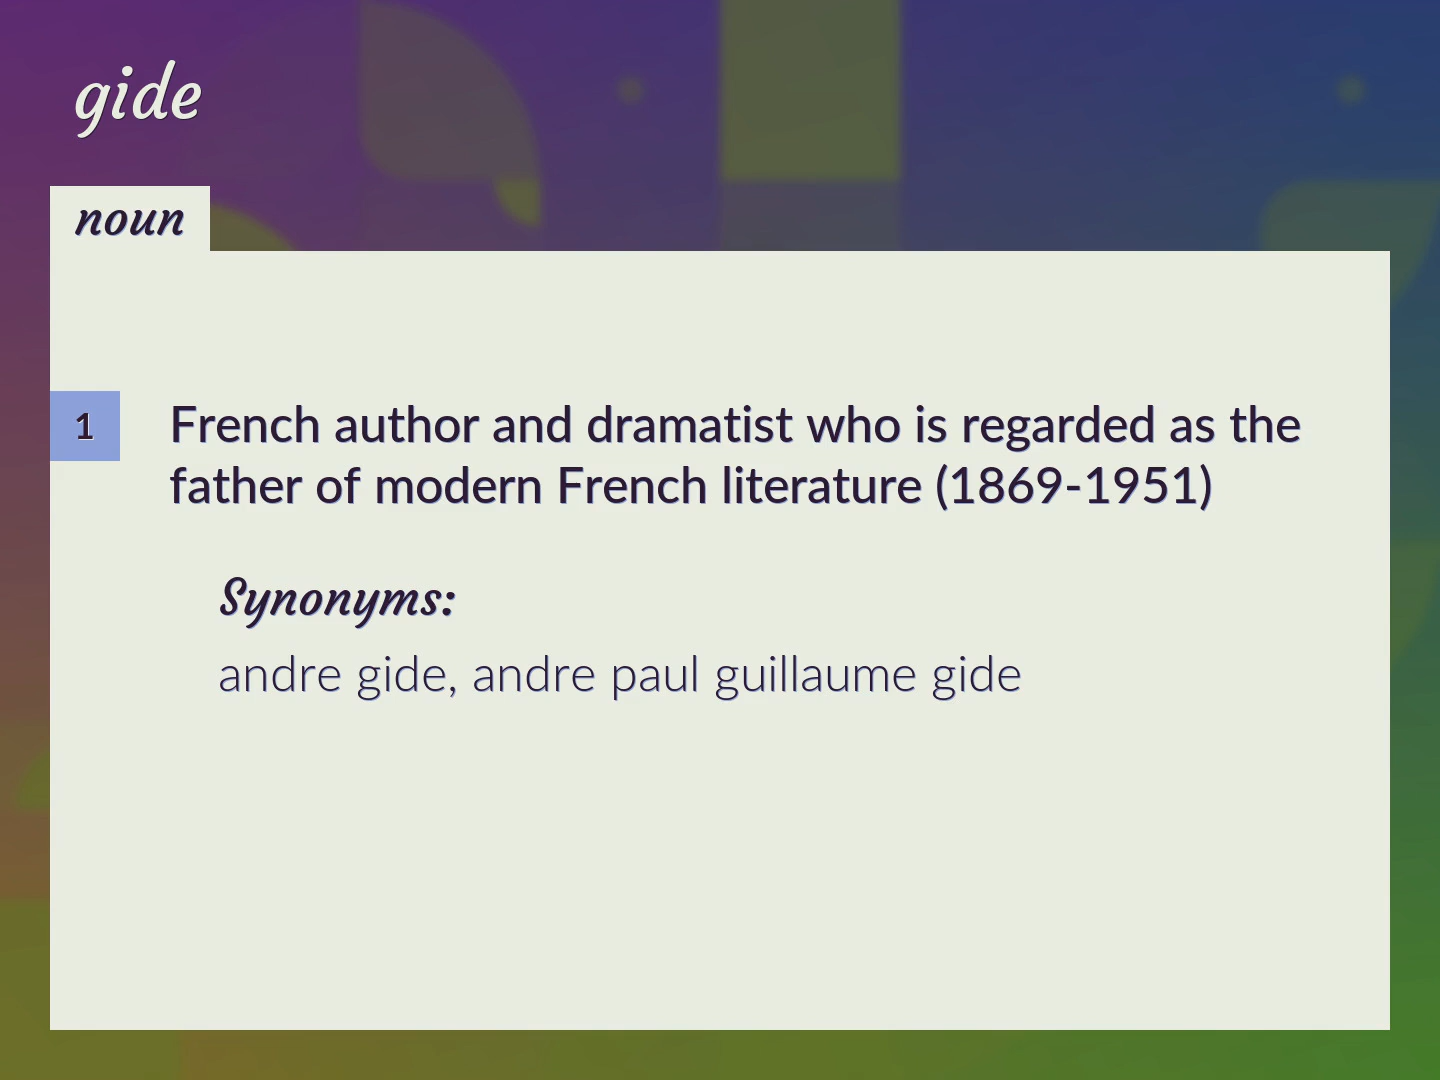 gide
noun
1
French author and dramatist who is regarded as the
father of modern French literature (1869-1951)
Synonyms:
andre gide, andre paul guillaume gide